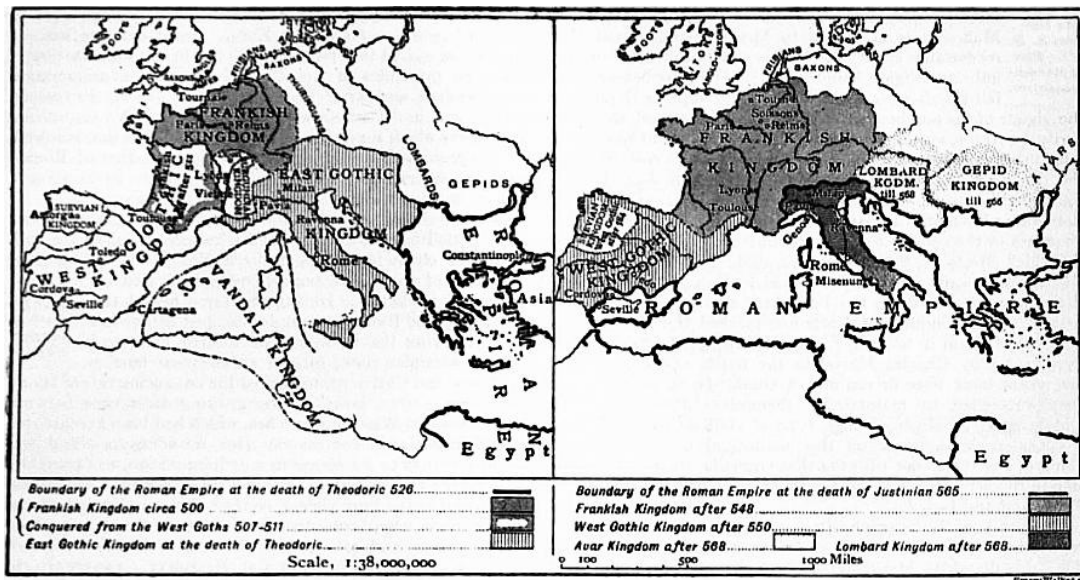 SCOTS
BRITONS
SAXONS
FRISIANS
SAXONS
THURINGIANS
Tournaie
FRANKISH
Paris
Reims
KINGDOM
EAST GOTHIC
KINGDOM
Milan
Pavia
Ravenna
Rome
LOMBARDS
GEPIDS
Constantinople
Asia
SUEVIAN
KINGDOM
Astorgas
Toulouse
Toledo
WEST GOTHIC
KINGDOM
Cordova
Seville
Cartagena
VANDAL KINGDOM
Egypt
Boundary of the Roman Empire at the death of Theodoric 526
Frankish Kingdom circa 500
Conquered from the West Goths 507-511
East Gothic Kingdom at the death of Theodoric
Scale, 1:38,000,000
SCOTS
BRITONS
FRISIANS
SAXONS
Tournai
Soissons
Paris
Reims
FRANKISH
KINGDOM
Lyons
Toulouse
LOMBARD
KGDM.
till 568
GEPID
KINGDOM
till 566
AVARS
Milan
Genoa
Ravenna
Rome
Misenum
WEST GOTHIC
KINGDOM
Cordova
Seville
ROMAN EMPIRE
Egypt
Boundary of the Roman Empire at the death of Justinian 565
Frankish Kingdom after 548
West Gothic Kingdom after 550
Avar Kingdom after 568 Lombard Kingdom after 568
0 100 500 1000 Miles